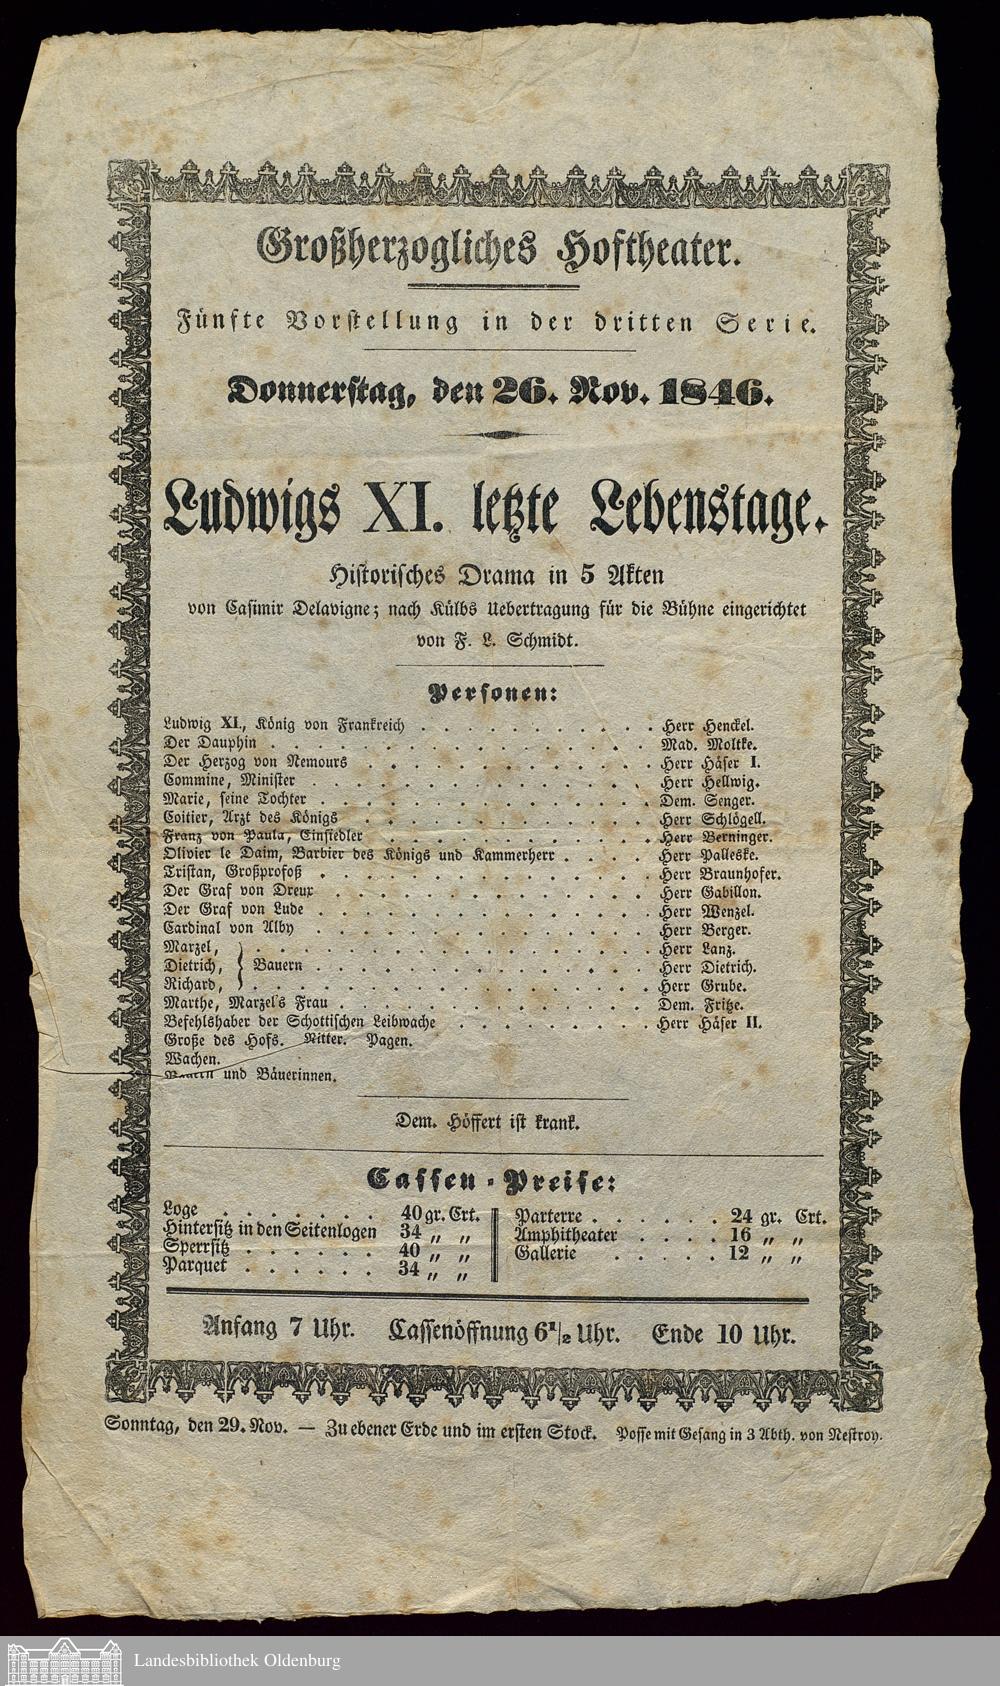 Großherzogliches Hoftheater.
Fünfte Vorstellung in der dritten Serie.
Donnerstag, den 26. Nov. 1846.
Ludwigs XI. letzte Lebenstage.
Historisches Drama in 5 Akten
von Casimir Delavigne; nach Külbs Uebertragung für die Bühne eingerichtet
von F. L. Schmidt.
Personen:
Ludwig XI., König von Frankreich . . . . . . . . . . . Herr Henckel.
Der Dauphin . . . . . . . . . . . . . . . . . . Mad. Moltke.
Der Herzog von Nemours . . . . . . . . . . . . . Herr Häser I.
Commine, Minister . . . . . . . . . . . . . . . . Herr Hellwig.
Marie, seine Tochter . . . . . . . . . . . . . . . Dem. Senger.
Coitier, Arzt des Königs . . . . . . . . . . . . . Herr Schlögell.
Franz von Paula, Einsiedler . . . . . . . . . . . . Herr Berninger.
Olivier le Daim, Barbier des Königs und Kammerherr . . . . Herr Palleske.
Tristan, Großprofoß . . . . . . . . . . . . . . . Herr Braunhofer.
Der Graf von Dreux . . . . . . . . . . . . . . . Herr Gabillon.
Der Graf von Lude . . . . . . . . . . . . . . . Herr Wenzel.
Cardinal von Alby . . . . . . . . . . . . . . . Herr Berger.
Marzel, . . . . . . . . . . . . . . . . . . Herr Lanz.
Dietrich, } Bauern . . . . . . . . . . . . . . . Herr Dietrich.
Richard, . . . . . . . . . . . . . . . . . . Herr Grube.
Marthe, Marzel's Frau . . . . . . . . . . . . . . Dem. Fritze.
Befehlshaber der Schottischen Leibwache . . . . . . . . . Herr Häser II.
Große des Hofs. Ritter. Pagen.
Wachen.
Bauern und Bäuerinnen.
Dem. Höffert ist krank.
Cassen-Preise:
Loge . . . . . . . 40 gr. Crt.
Hintersitz in den Seitenlogen 34 „ „
Sperrsitz . . . . . . 40 „ „
Parquet . . . . . . 34 „ „
Parterre . . . . . . 24 gr. Crt.
Amphitheater . . . . 16 „ „
Gallerie . . . . . 12 „ „
Anfang 7 Uhr. Cassenöffnung 6 1/2 Uhr. Ende 10 Uhr.
Sonntag, den 29. Nov. — Zu ebener Erde und im ersten Stock. Posse mit Gesang in 3 Abth. von Nestroy.
Landesbibliothek Oldenburg